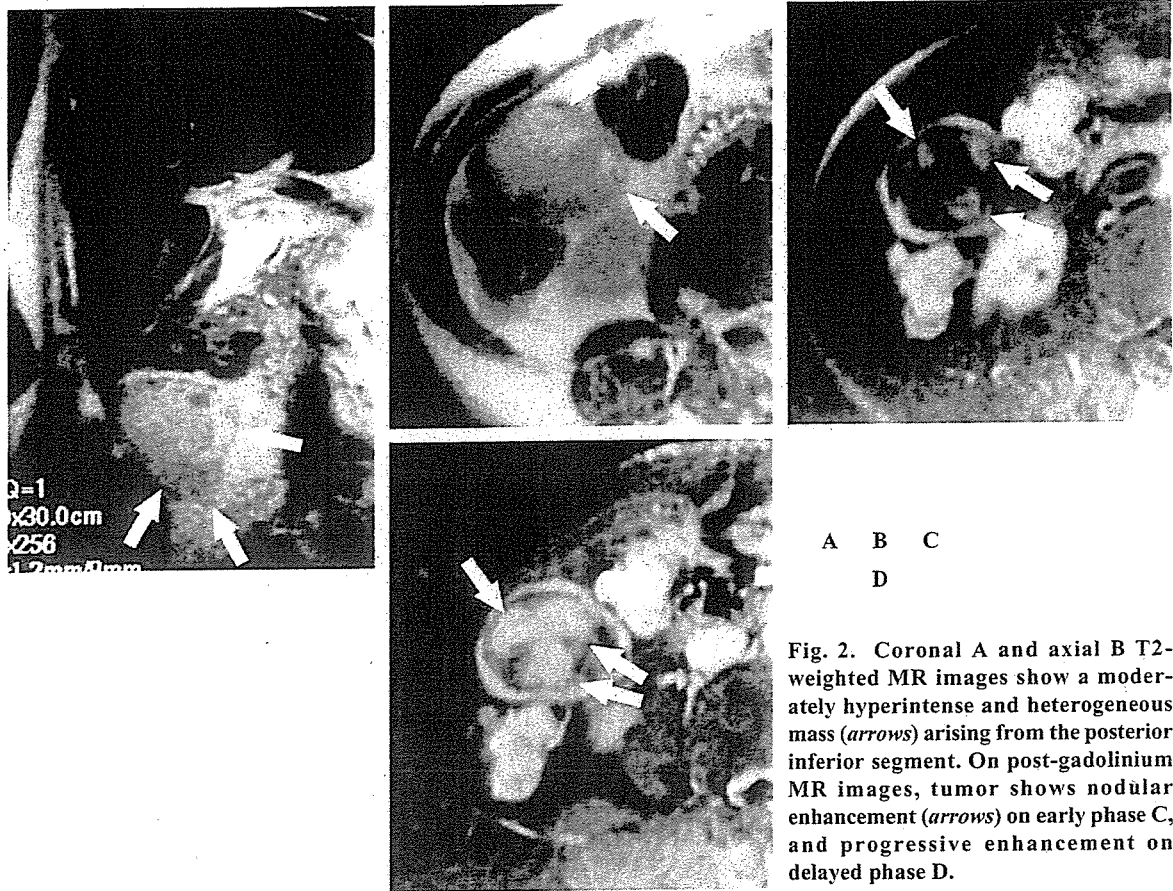 Q=1
x30.0cm
x256
A B C
D
Fig. 2. Coronal A and axial B T2-
weighted MR images show a moder-
ately hyperintense and heterogeneous
mass (arrows) arising from the posterior
inferior segment. On post-gadolinium
MR images, tumor shows nodular
enhancement (arrows) on early phase C,
and progressive enhancement on
delayed phase D.